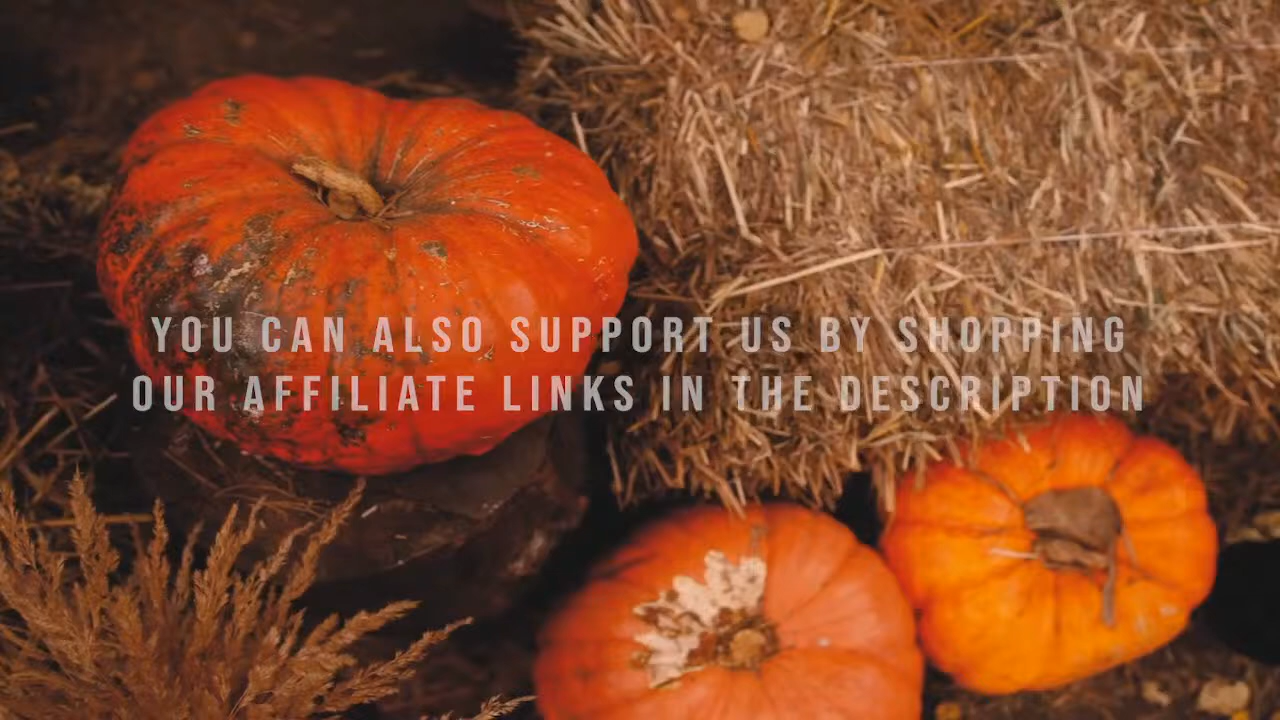 YOU CAN ALSO SUPPORT US BY SHOPPING
OUR AFFILIATE LINKS IN THE DESCRIPTION